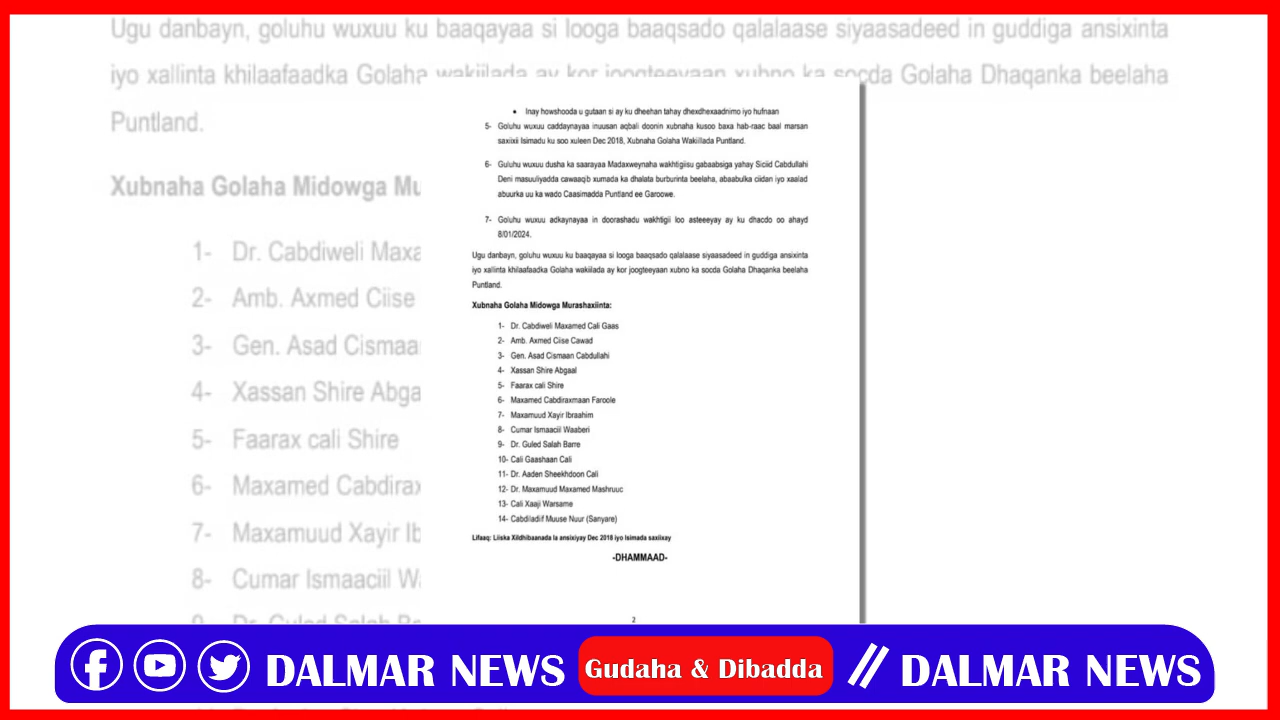 Ugu danbayn, goluhu wuxuu ku baaqayaa si looga baaqsado qalalaase siyaasadeed in guddiga ansixinta
iyo xallinta khilaafaadka Golaha wakiilada ay kor joogteeyaan xubno ka socda Golaha Dhaqanka beelaha
Puntland.
Xubnaha Golaha Midowga Mu
1- Dr. Cabdiweli Maxa
2- Amb. Axmed Ciise
3- Gen. Asad Cismaa
4- Xassan Shire Abga
5- Faarax cali Shire
6- Maxamed Cabdirax
7- Maxamuud Xayir Ib
8- Cumar Ismaaciil Wa
9- Dr. Guled Salah Ba
• Inay howshooda u gutaan si ay ku dheehan tahay dhexdhexaadnimo iyo hufnaan
5- Goluhu wuxuu caddaynayaa inuusan aqbali doonin xubnaha kusoo baxa hab-raac baal marsan
saxiixii Isimadu ku soo xuleen Dec 2018, Xubnaha Golaha Wakiillada Puntland.
6- Guluhu wuxuu dusha ka saarayaa Madaxweynaha wakhtigiisu gabaabsiga yahay Siciid Cabdullahi
Deni masuuliyadda cawaaqib xumada ka dhalata burburinta beelaha, abaabulka ciidan iyo xaalad
abuurka uu ka wado Caasimadda Puntland ee Garoowe.
7- Goluhu wuxuu adkaynayaa in doorashadu wakhtigii loo asteeeyay ay ku dhacdo oo ahayd
8/01/2024.
Ugu danbayn, goluhu wuxuu ku baaqayaa si looga baaqsado qalalaase siyaasadeed in guddiga ansixinta
iyo xallinta khilaafaadka Golaha wakiilada ay kor joogteeyaan xubno ka socda Golaha Dhaqanka beelaha
Puntland.
Xubnaha Golaha Midowga Murashaxiinta:
1- Dr. Cabdiweli Maxamed Cali Gaas
2- Amb. Axmed Ciise Cawad
3- Gen. Asad Cismaan Cabdullahi
4- Xassan Shire Abgaal
5- Faarax cali Shire
6- Maxamed Cabdiraxmaan Faroole
7- Maxamuud Xayir Ibraahim
8- Cumar Ismaaciil Waaberi
9- Dr. Guled Salah Barre
10- Cali Gaashaan Cali
11- Dr. Aaden Sheekhdoon Cali
12- Dr. Maxamuud Maxamed Mashruuc
13- Cali Xaaji Warsame
14- Cabdiladiif Muuse Nuur (Sanyare)
Lifaaq: Liiska Xildhibaanada la ansixiyay Dec 2018 iyo Isimada saxiixay
-DHAMMAAD-
2
DALMAR NEWS Gudaha & Dibadda // DALMAR NEWS